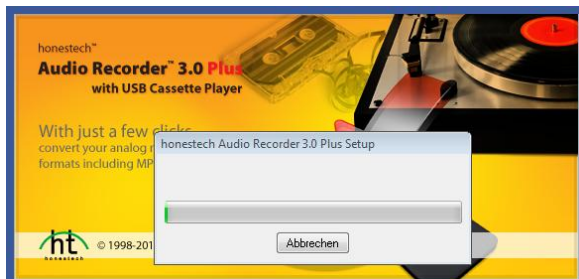 honestech™
Audio Recorder™ 3.0 Plus
with USB Cassette Player
With just a few clicks
convert your analog
formats including MP
honestech Audio Recorder 3.0 Plus Setup
Abbrechen
ht
honestech
© 1998-201